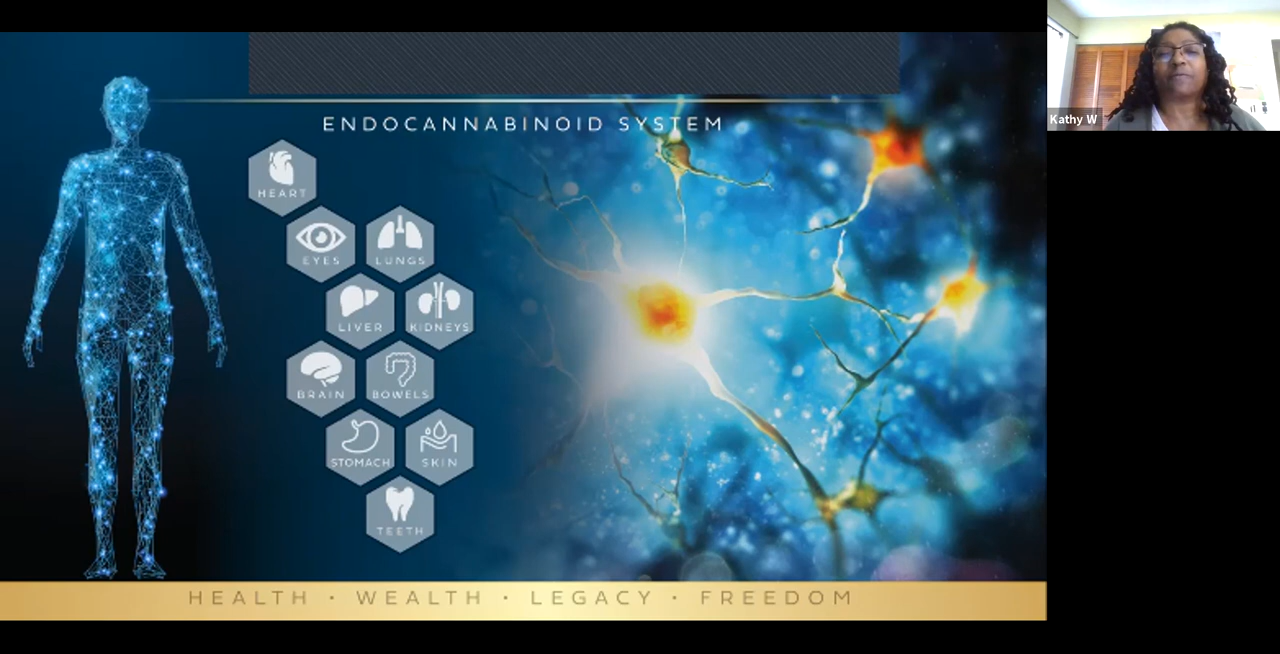 ENDOCANNABINOID SYSTEM
HEART
EYES
LUNGS
LIVER
KIDNEYS
BRAIN
BOWELS
STOMACH
SKIN
TEETH
HEALTH · WEALTH · LEGACY · FREEDOM
Kathy W